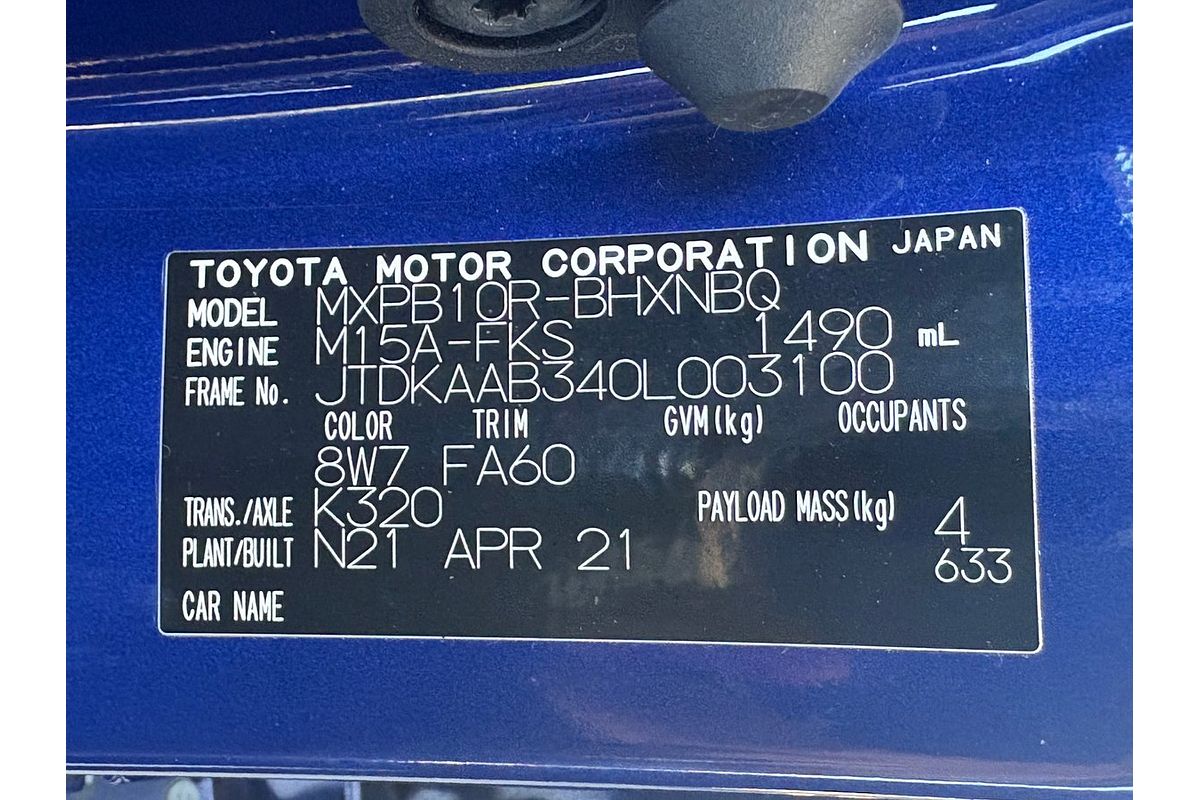 TOYOTA MOTOR CORPORATION JAPAN
MODEL MXPB10R-BHXNBQ
ENGINE M15A-FKS 1490 mL
FRAME No. JTDKAAB340L003100
COLOR TRIM GVM(kg) OCCUPANTS
8W7 FA60
TRANS./AXLE K320 PAYLOAD MASS(kg) 4
PLANT/BUILT N21 APR 21 633
CAR NAME